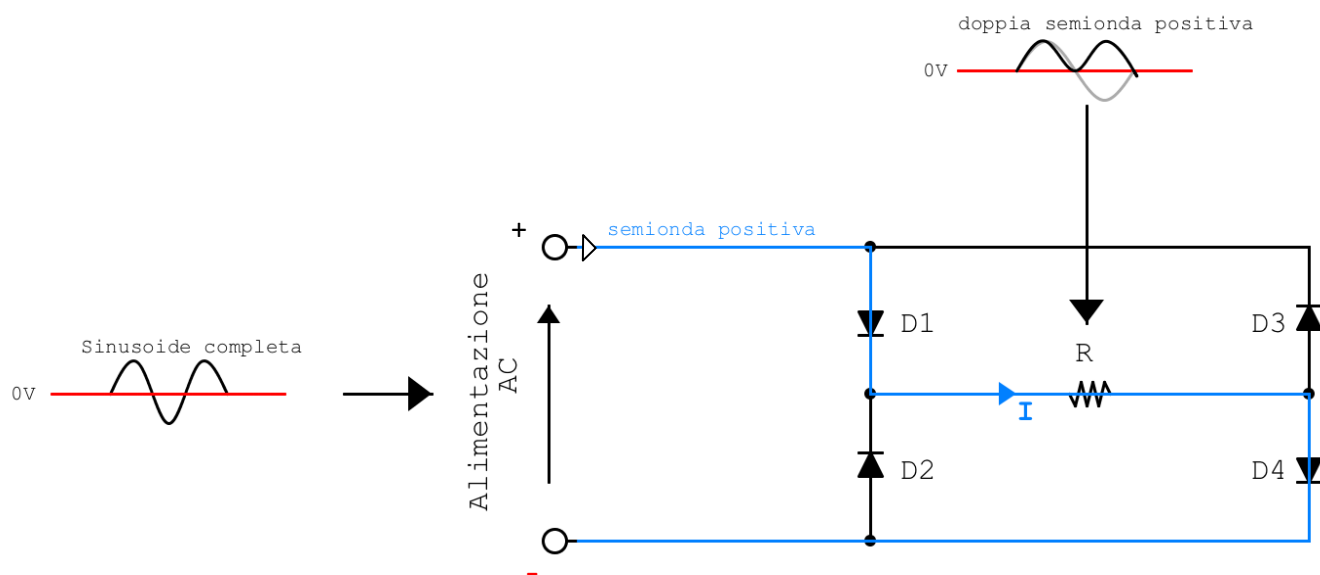 doppia semionda positiva
0V
+
semionda positiva
Alimentazione
AC
D1
D3
R
Sinusoide completa
0V
I
D2
D4
-